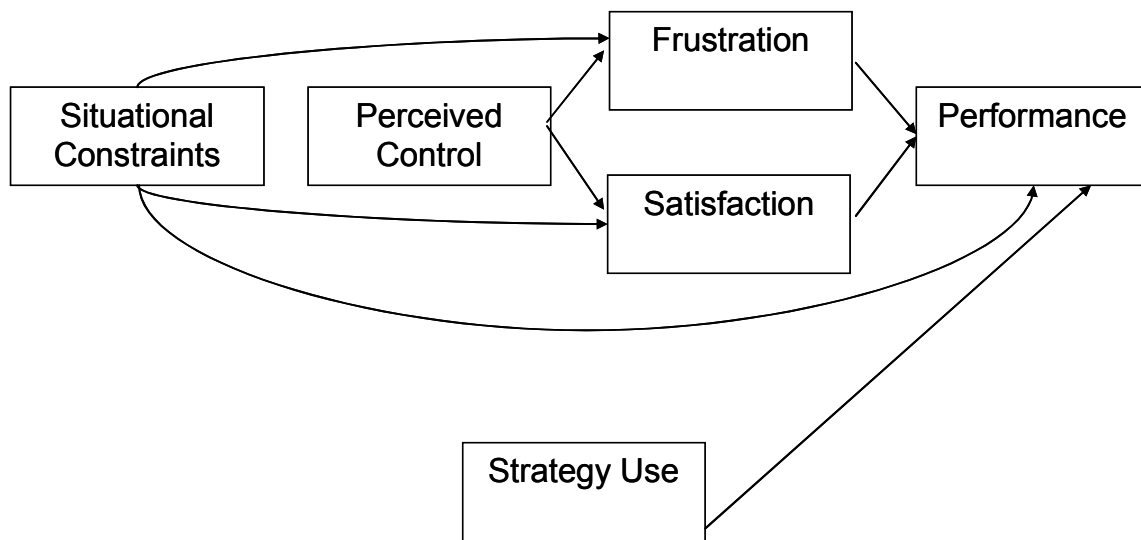 Frustration
Situational
Constraints
Perceived
Control
Performance
Satisfaction
Strategy Use